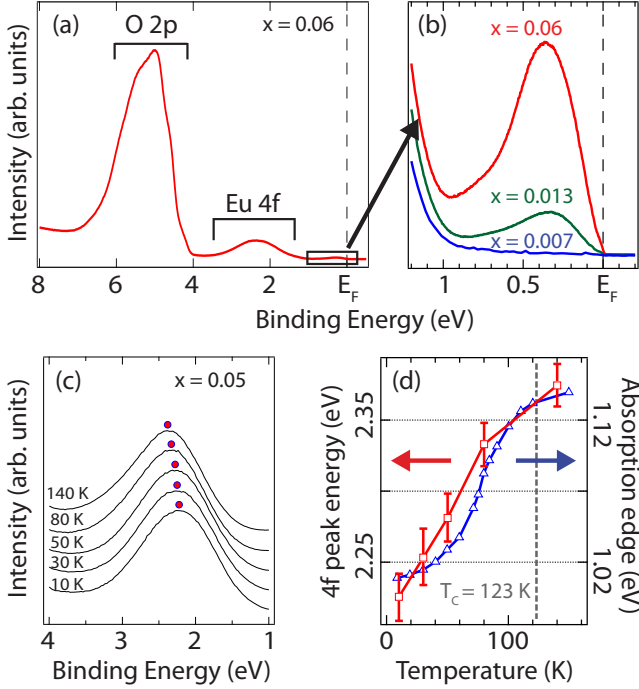 (a)
O 2p
x = 0.06
Eu 4f
Intensity (arb. units)
8
6
4
2
E_F
(b)
x = 0.06
x = 0.013
x = 0.007
1
0.5
E_F
Binding Energy (eV)
(c)
x = 0.05
Intensity (arb. units)
140 K
80 K
50 K
30 K
10 K
4
3
2
1
Binding Energy (eV)
(d)
4f peak energy (eV)
2.35
2.25
T_C = 123 K
1.12
1.02
Absorption edge (eV)
0
100
Temperature (K)